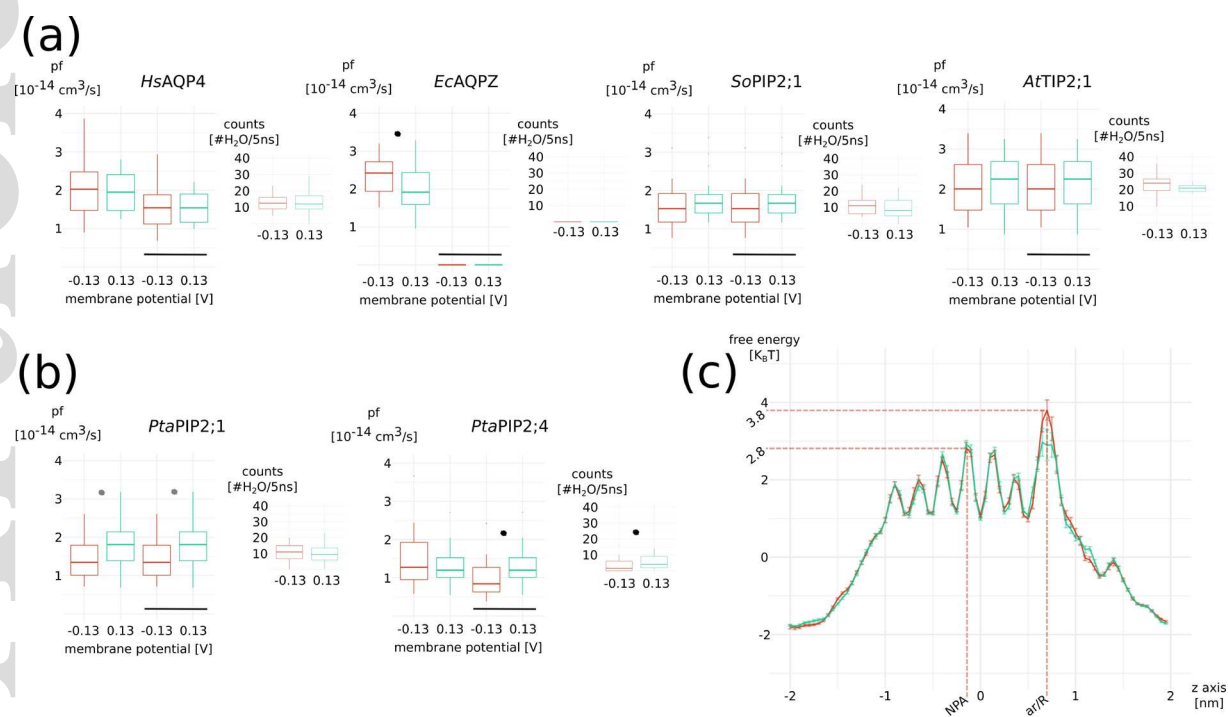 (a)
pf
[10⁻¹⁴ cm³/s]
HsAQP4
4
3
2
1
-0.13 0.13 -0.13 0.13
membrane potential [V]
counts
[#H₂O/5ns]
40
30
20
10
-0.13 0.13
pf
[10⁻¹⁴ cm³/s]
EcAQPZ
4
3
2
1
-0.13 0.13 -0.13 0.13
membrane potential [V]
counts
[#H₂O/5ns]
40
30
20
10
-0.13 0.13
pf
[10⁻¹⁴ cm³/s]
SoPIP2;1
4
3
2
1
-0.13 0.13 -0.13 0.13
membrane potential [V]
counts
[#H₂O/5ns]
40
30
20
10
-0.13 0.13
pf
[10⁻¹⁴ cm³/s]
AtTIP2;1
4
3
2
1
-0.13 0.13 -0.13 0.13
membrane potential [V]
counts
[#H₂O/5ns]
40
30
20
10
-0.13 0.13
(b)
pf
[10⁻¹⁴ cm³/s]
PtaPIP2;1
4
3
2
1
-0.13 0.13 -0.13 0.13
membrane potential [V]
counts
[#H₂O/5ns]
40
30
20
10
-0.13 0.13
pf
[10⁻¹⁴ cm³/s]
PtaPIP2;4
4
3
2
1
-0.13 0.13 -0.13 0.13
membrane potential [V]
counts
[#H₂O/5ns]
40
30
20
10
-0.13 0.13
(c)
free energy
[KBT]
4
3.8
2.8
2
0
-2
-2 -1 NPA 0 ar/R 1 2
z axis
[nm]